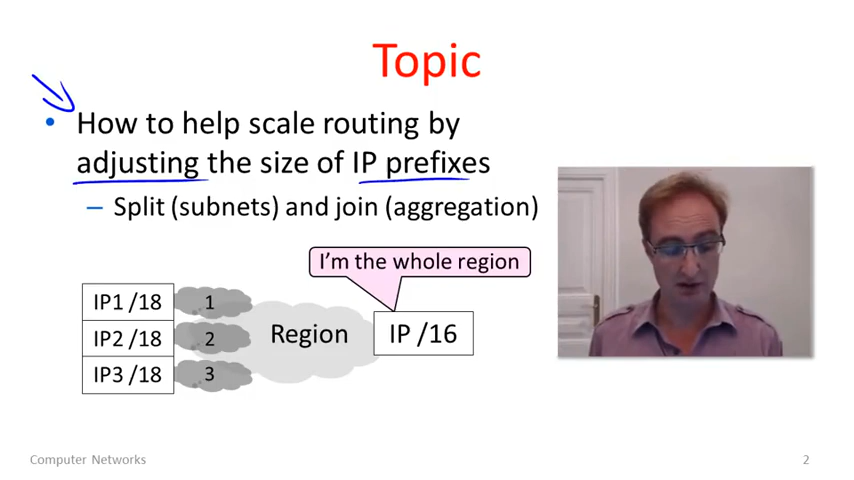 Topic
• How to help scale routing by
adjusting the size of IP prefixes
– Split (subnets) and join (aggregation)
I'm the whole region
IP1 /18 1
IP2 /18 2
IP3 /18 3
Region
IP /16
Computer Networks
2